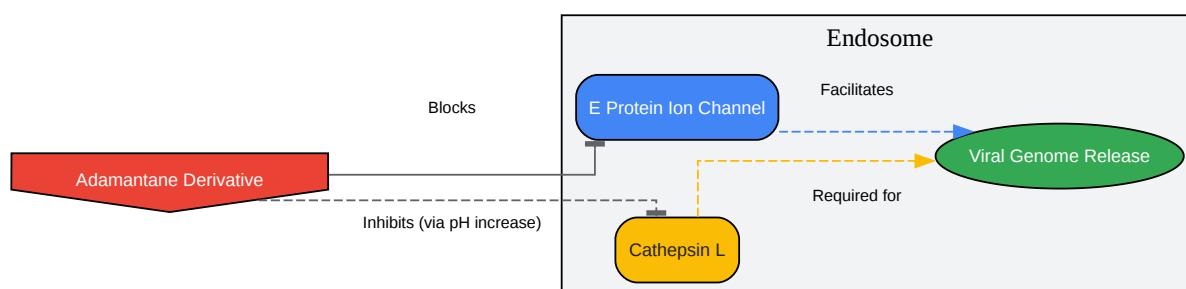 Endosome
Blocks
E Protein Ion Channel
Facilitates
Adamantane Derivative
Viral Genome Release
Inhibits (via pH increase)
Required for
Cathepsin L